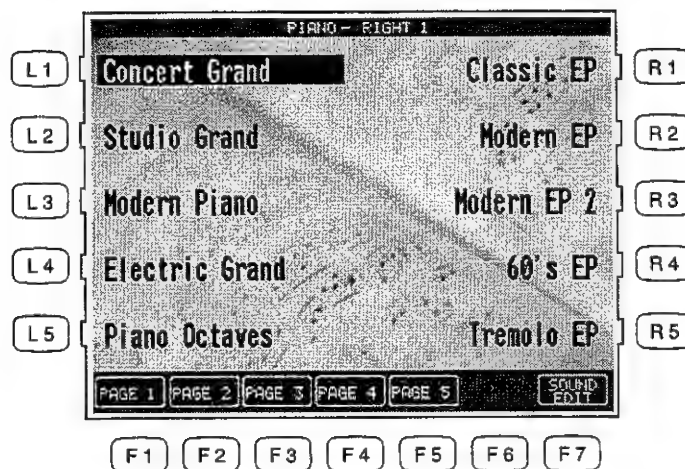 PIANO - RIGHT 1
L1 Concert Grand Classic EP R1
L2 Studio Grand Modern EP R2
L3 Modern Piano Modern EP 2 R3
L4 Electric Grand 60's EP R4
L5 Piano Octaves Tremolo EP R5
PAGE 1 PAGE 2 PAGE 3 PAGE 4 PAGE 5 SOUND EDIT
F1 F2 F3 F4 F5 F6 F7